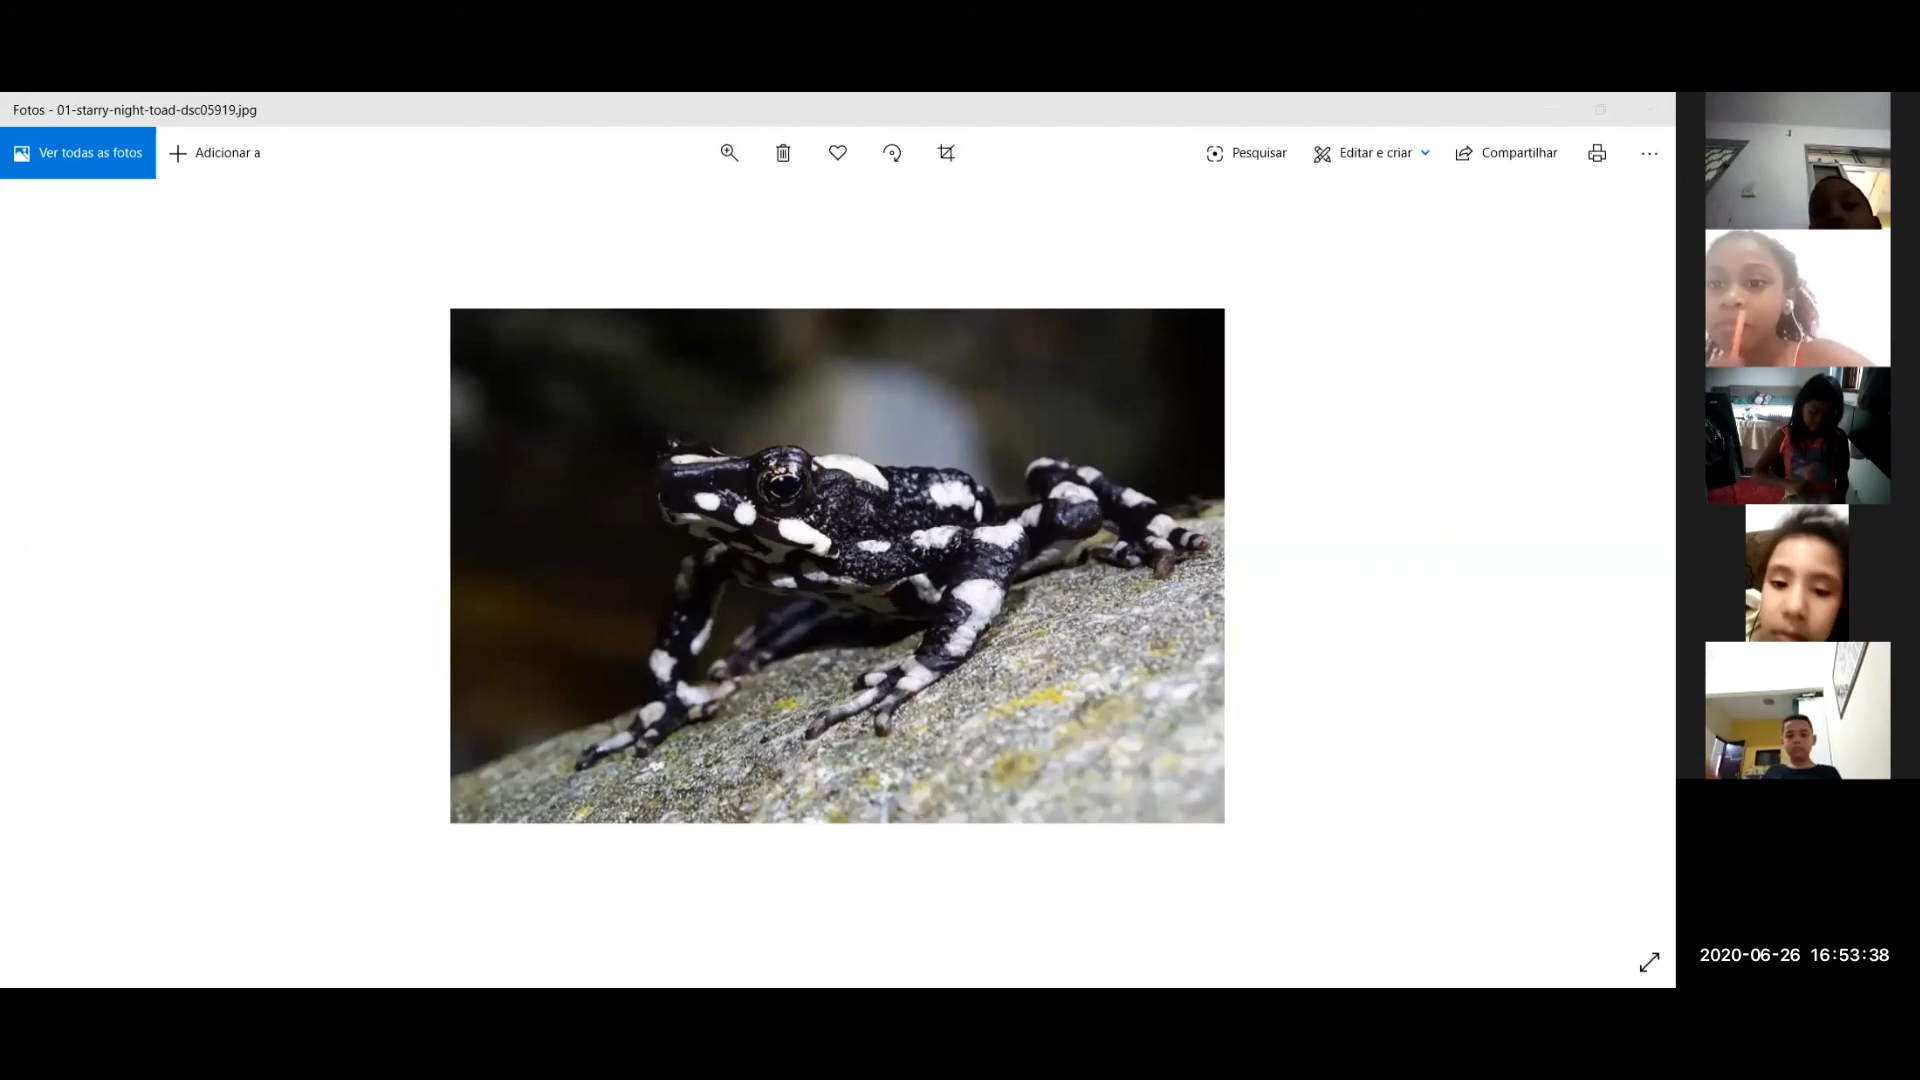 Fotos - 01-starry-night-toad-dsc05919.jpg
Ver todas as fotos
Adicionar a
Pesquisar
Editar e criar
Compartilhar
2020-06-26 16:53:38